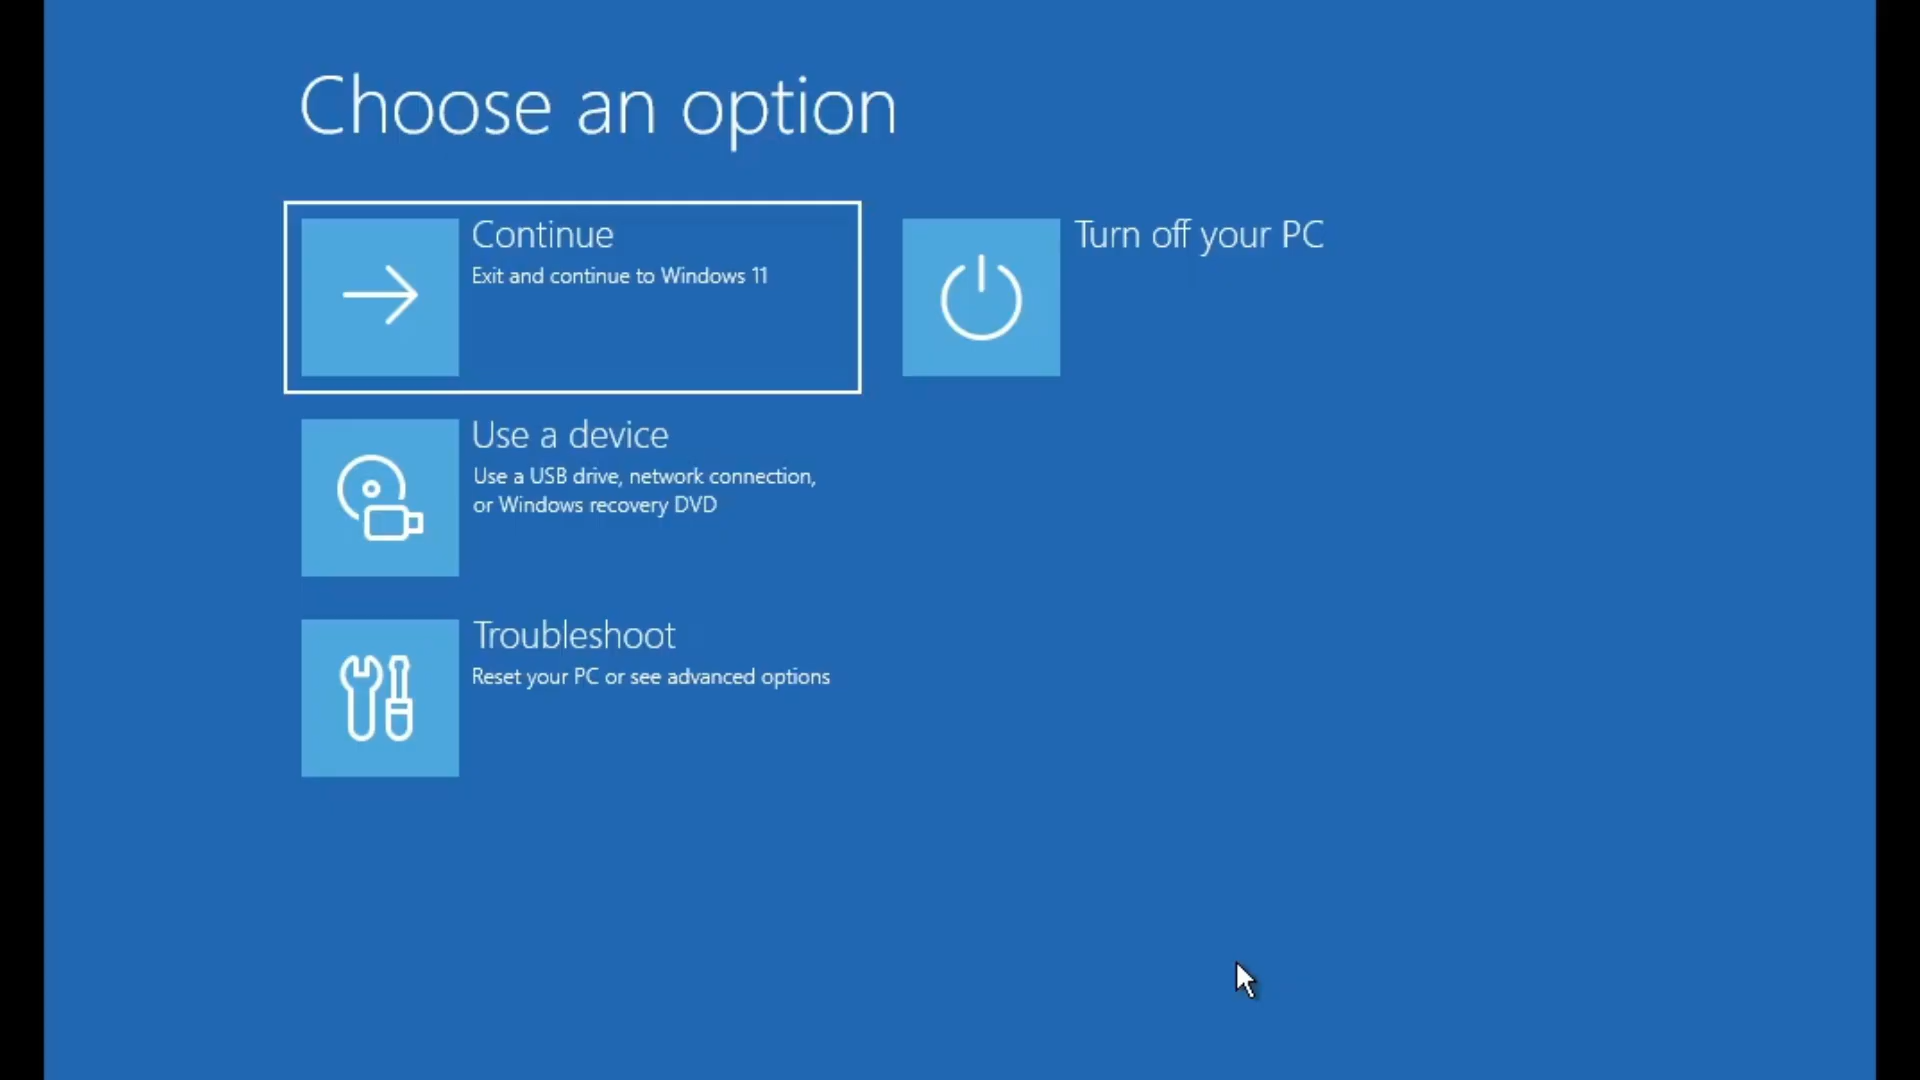 Choose an option
Continue
Exit and continue to Windows 11
Turn off your PC
Use a device
Use a USB drive, network connection,
or Windows recovery DVD
Troubleshoot
Reset your PC or see advanced options